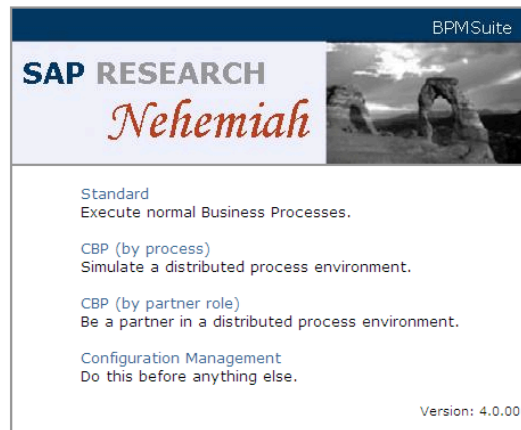 BPMSuite
SAP RESEARCH
Nehemiah
Standard
Execute normal Business Processes.
CBP (by process)
Simulate a distributed process environment.
CBP (by partner role)
Be a partner in a distributed process environment.
Configuration Management
Do this before anything else.
Version: 4.0.00